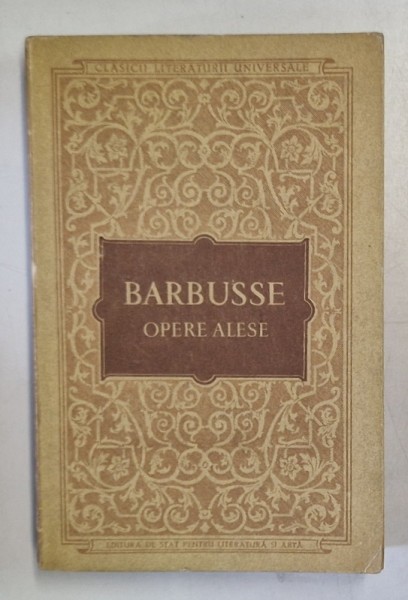 CLASICII LITERATURII UNIVERSALE
BARBUSSE
OPERE ALESE
EDITURA DE STAT PENTRU LITERATURĂ ȘI ARTĂ